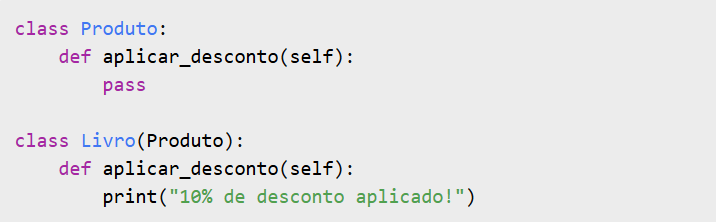 class Produto:
    def aplicar_desconto(self):
        pass

class Livro(Produto):
    def aplicar_desconto(self):
        print("10% de desconto aplicado!")